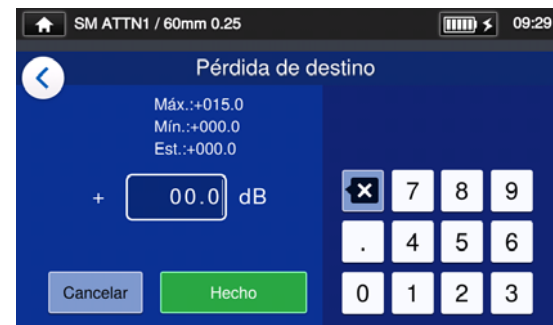 SM ATTN1 / 60mm 0.25
09:29
Pérdida de destino
Máx.:+015.0
Mín.:+000.0
Est.:+000.0
+ 00.0 dB
7 8 9
. 4 5 6
Cancelar Hecho
0 1 2 3